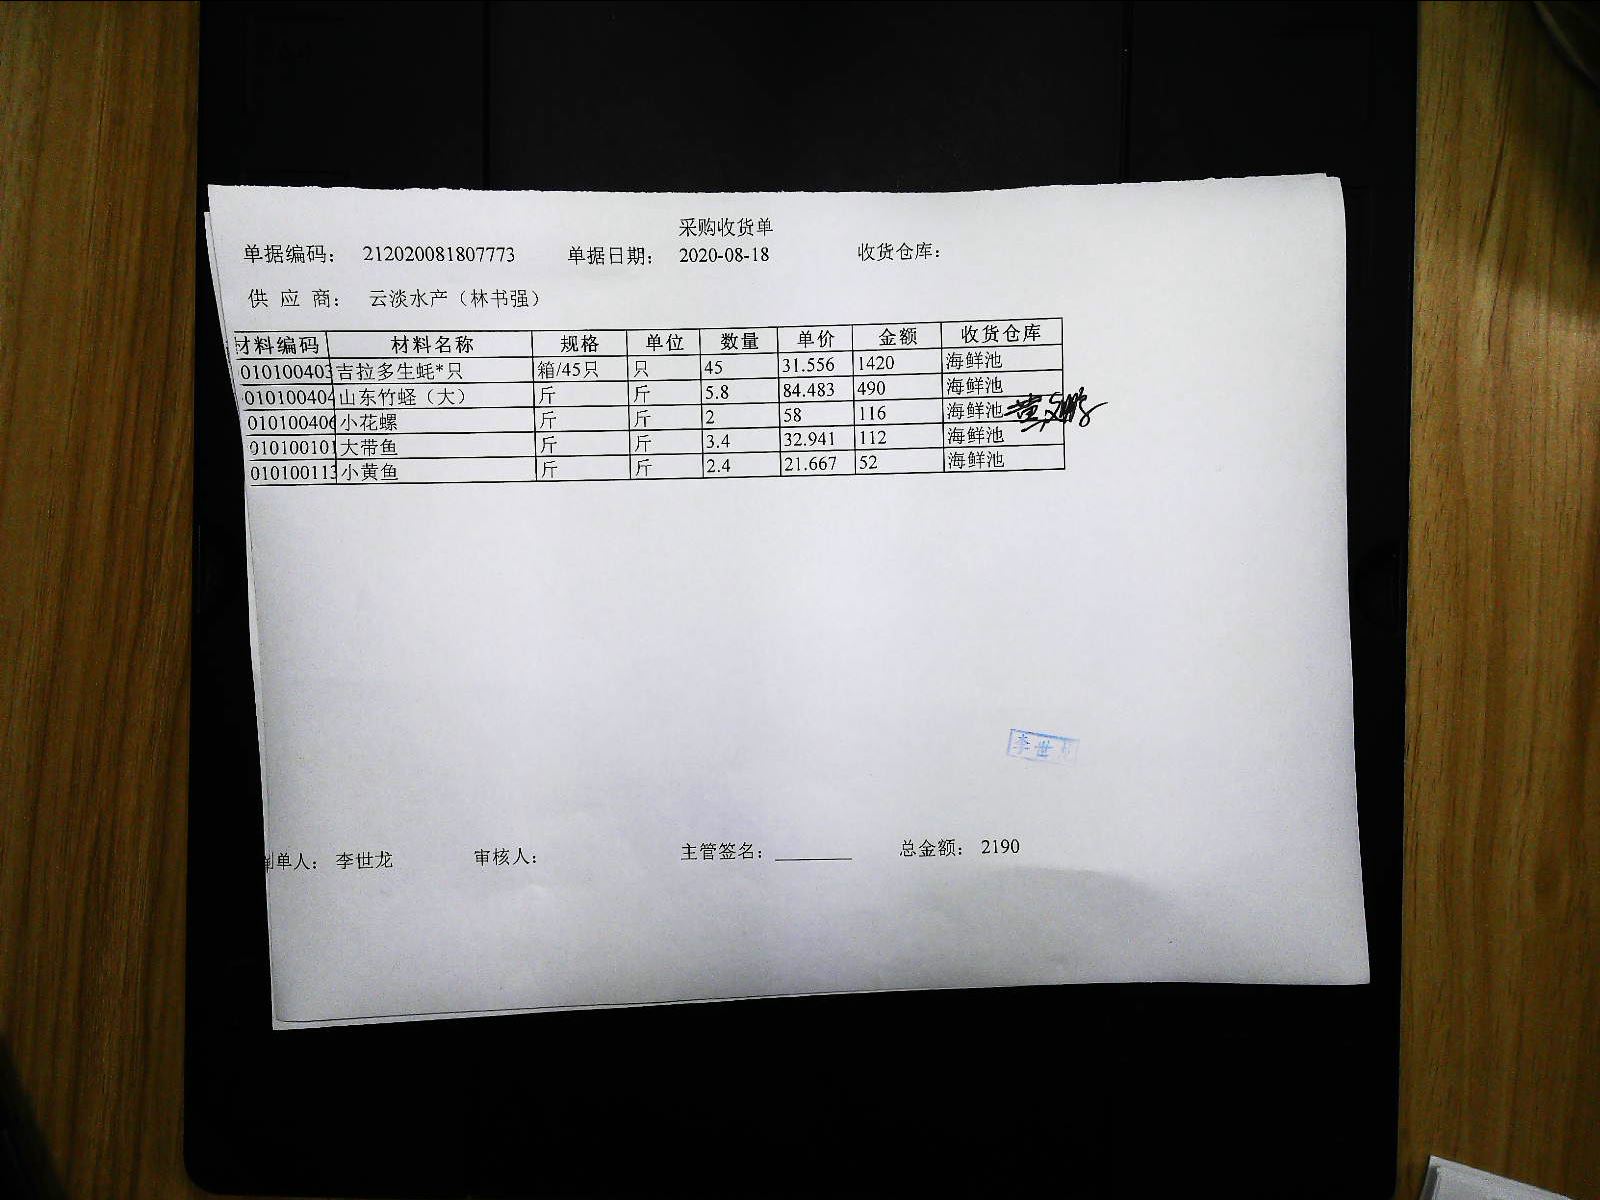 采购收货单
单据编码： 212020081807773 单据日期： 2020-08-18 收货仓库：
供 应 商： 云淡水产（林书强）
材料编码 材料名称 规格 单位 数量 单价 金额 收货仓库
010100403 吉拉多生蚝*只 箱/45只 只 45 31.556 1420 海鲜池
010100404 山东竹蛏（大） 斤 斤 5.8 84.483 490 海鲜池
010100406 小花螺 斤 斤 2 58 116 海鲜池
010100101 大带鱼 斤 斤 3.4 32.941 112 海鲜池
010100113 小黄鱼 斤 斤 2.4 21.667 52 海鲜池
李世
制单人： 李世龙 审核人： 主管签名： 总金额： 2190